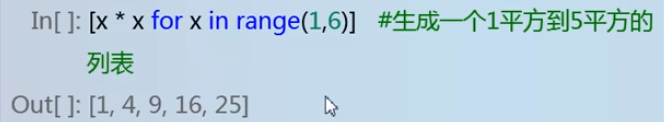 In[ ]: [x * x for x in range(1,6)] #生成一个1平方到5平方的
列表
Out[ ]: [1, 4, 9, 16, 25]